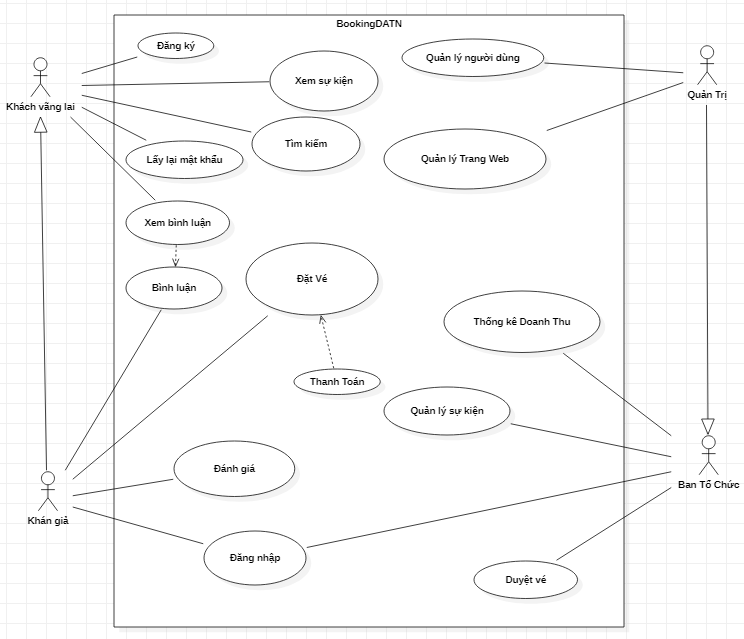 BookingDATN
Đăng ký
Quản lý người dùng
Xem sự kiện
Khách vãng lai
Quản Trị
Tìm kiếm
Lấy lại mật khẩu
Quản lý Trang Web
Xem bình luận
Bình luận
Đặt Vé
Thống kê Doanh Thu
Thanh Toán
Quản lý sự kiện
Đánh giá
Ban Tổ Chức
Khán giả
Đăng nhập
Duyệt vé